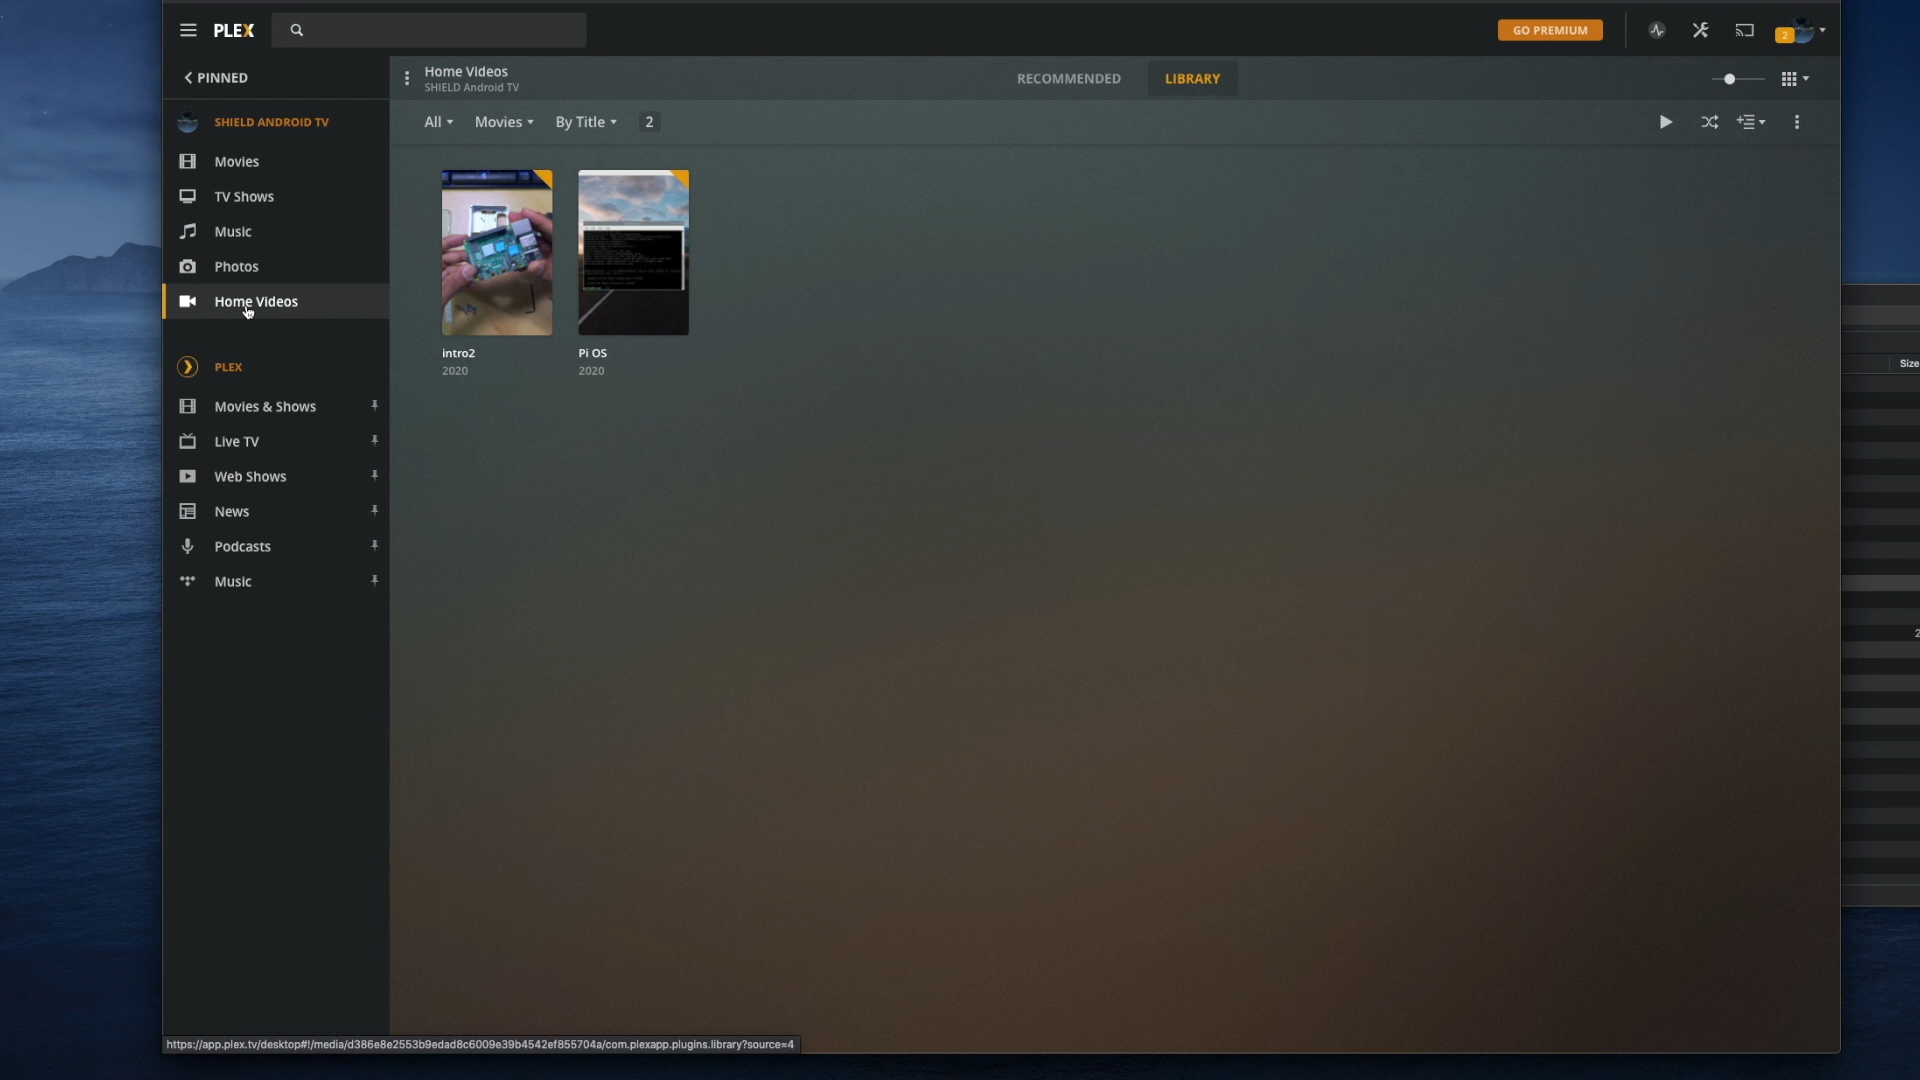 PLEX
GO PREMIUM
2
PINNED
Home Videos
SHIELD Android TV
RECOMMENDED
LIBRARY
SHIELD ANDROID TV
All
Movies
By Title
2
Movies
TV Shows
Music
Photos
Home Videos
intro2
2020
Pi OS
2020
PLEX
Movies & Shows
Live TV
Web Shows
News
Podcasts
Music
Size
2
https://app.plex.tv/desktop#!/media/d386e8e2553b9edad8c6009e39b4542ef855704a/com.plexapp.plugins.library?source=4